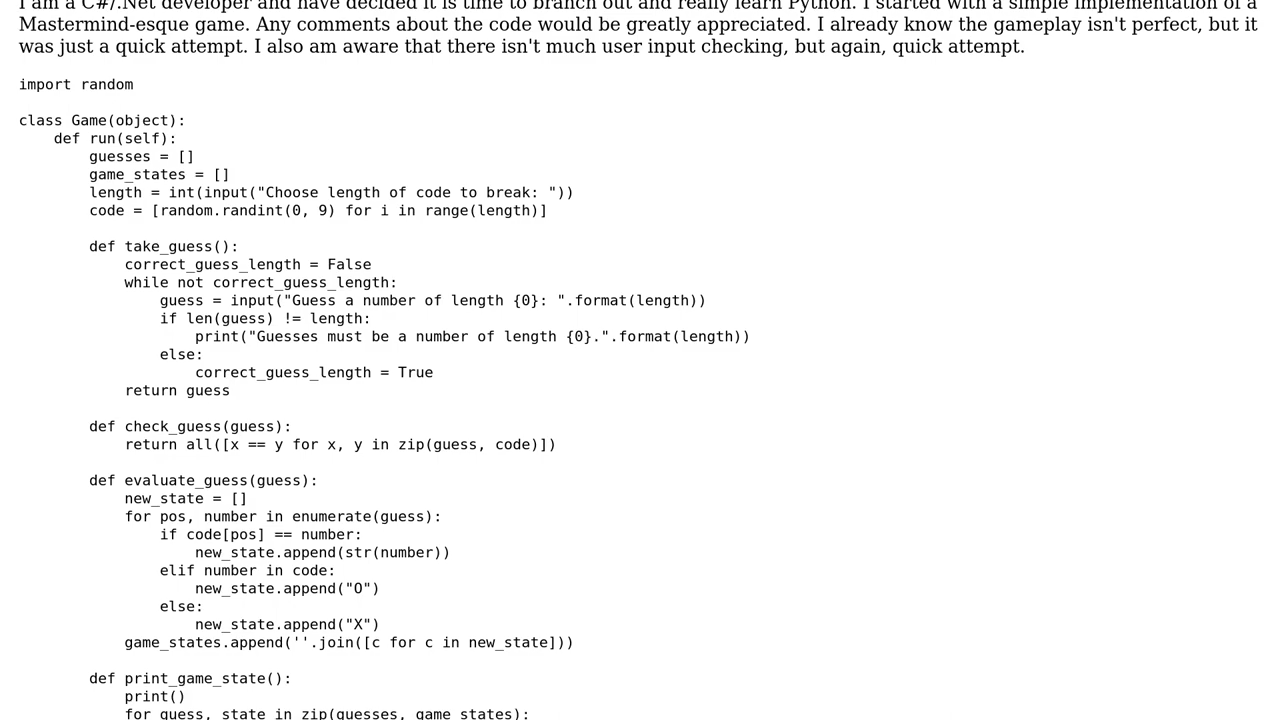 I am a C#/.Net developer and have decided it is time to branch out and really learn Python. I started with a simple implementation of a
Mastermind-esque game. Any comments about the code would be greatly appreciated. I already know the gameplay isn't perfect, but it
was just a quick attempt. I also am aware that there isn't much user input checking, but again, quick attempt.

import random

class Game(object):
    def run(self):
        guesses = []
        game_states = []
        length = int(input("Choose length of code to break: "))
        code = [random.randint(0, 9) for i in range(length)]

        def take_guess():
            correct_guess_length = False
            while not correct_guess_length:
                guess = input("Guess a number of length {0}: ".format(length))
                if len(guess) != length:
                    print("Guesses must be a number of length {0}.".format(length))
                else:
                    correct_guess_length = True
            return guess

        def check_guess(guess):
            return all([x == y for x, y in zip(guess, code)])

        def evaluate_guess(guess):
            new_state = []
            for pos, number in enumerate(guess):
                if code[pos] == number:
                    new_state.append(str(number))
                elif number in code:
                    new_state.append("O")
                else:
                    new_state.append("X")
            game_states.append(''.join([c for c in new_state]))

        def print_game_state():
            print()
            for guess, state in zip(guesses, game_states):